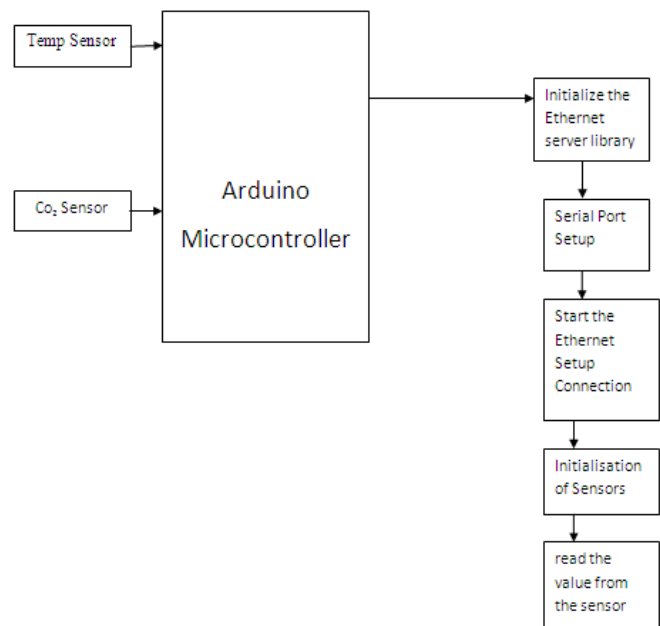 Temp Sensor
Co₂ Sensor
Arduino
Microcontroller
Initialize the
Ethernet
server library
Serial Port
Setup
Start the
Ethernet
Setup
Connection
Initialisation
of Sensors
read the
value from
the sensor